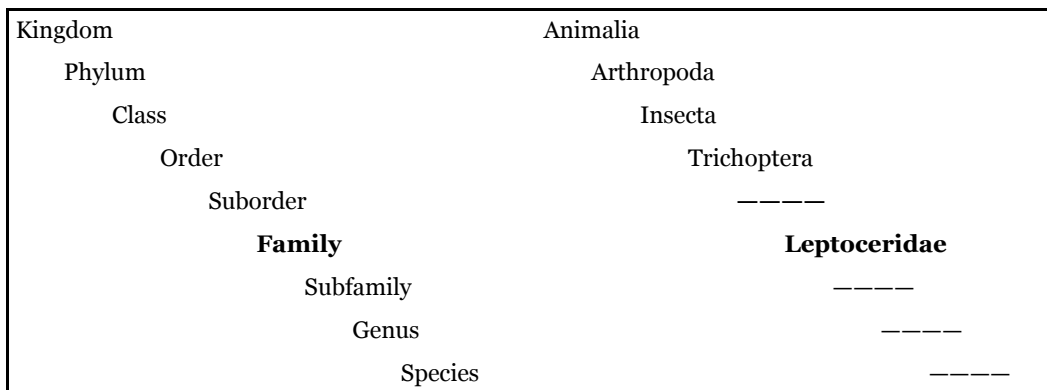 Kingdom Animalia
Phylum Arthropoda
Class Insecta
Order Trichoptera
Suborder ————
Family Leptoceridae
Subfamily ————
Genus ————
Species ————